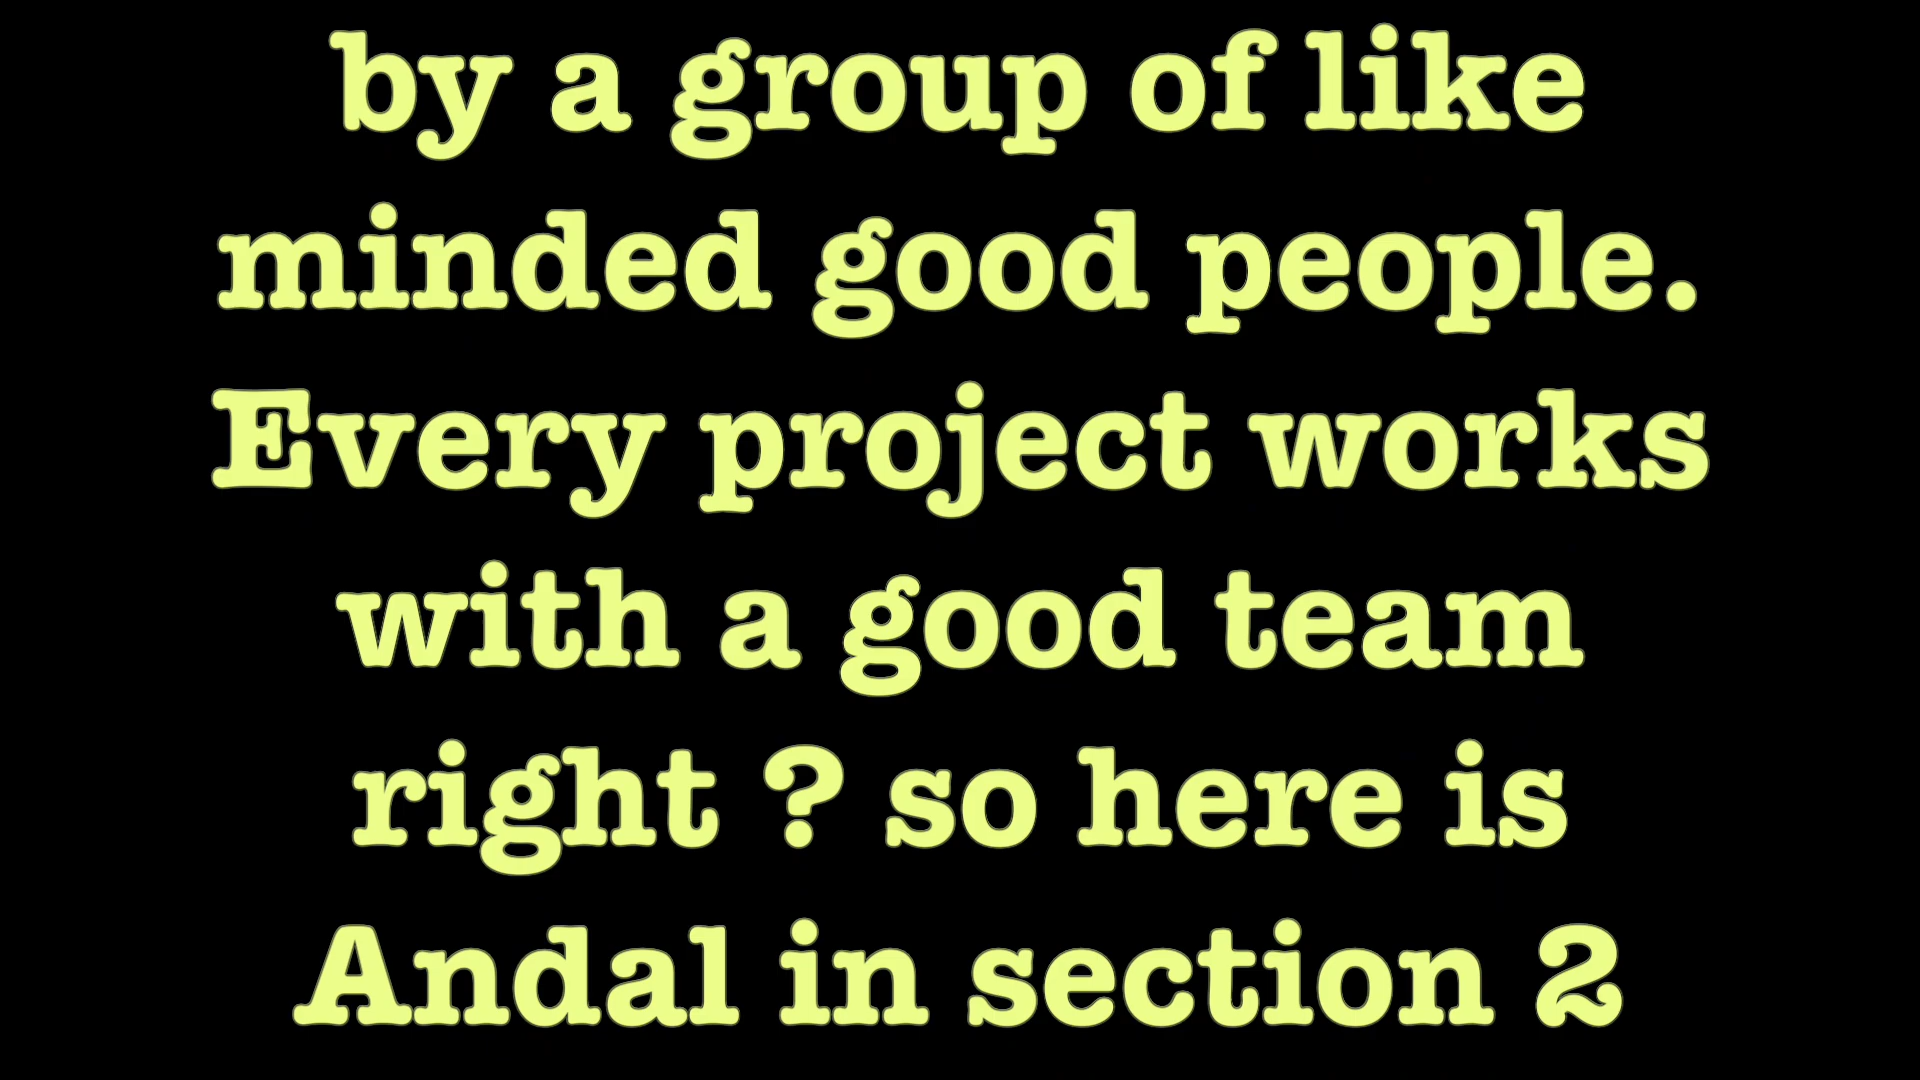 by a group of like
minded good people.
Every project works
with a good team
right ? so here is
Andal in section 2